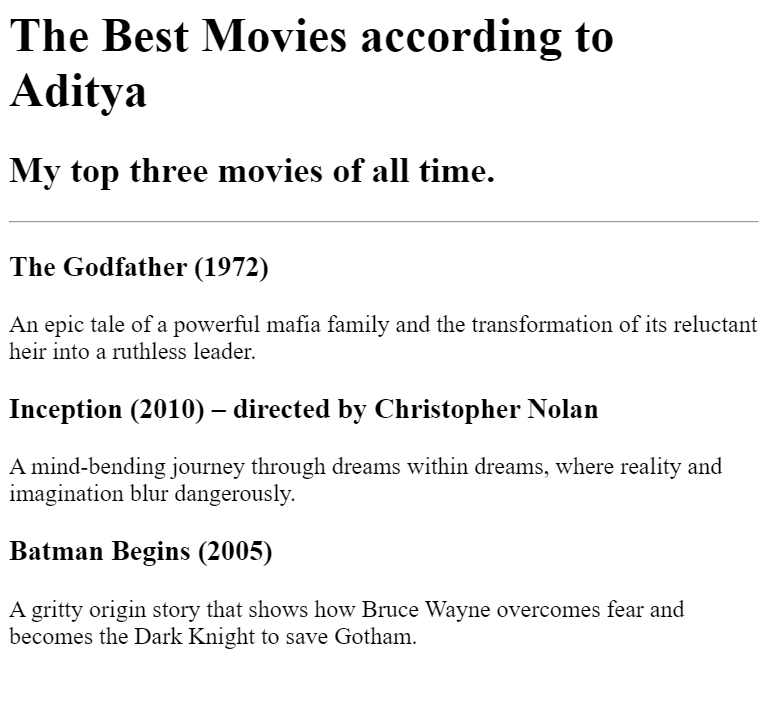 The Best Movies according to
Aditya
My top three movies of all time.
The Godfather (1972)
An epic tale of a powerful mafia family and the transformation of its reluctant
heir into a ruthless leader.
Inception (2010) – directed by Christopher Nolan
A mind-bending journey through dreams within dreams, where reality and
imagination blur dangerously.
Batman Begins (2005)
A gritty origin story that shows how Bruce Wayne overcomes fear and
becomes the Dark Knight to save Gotham.